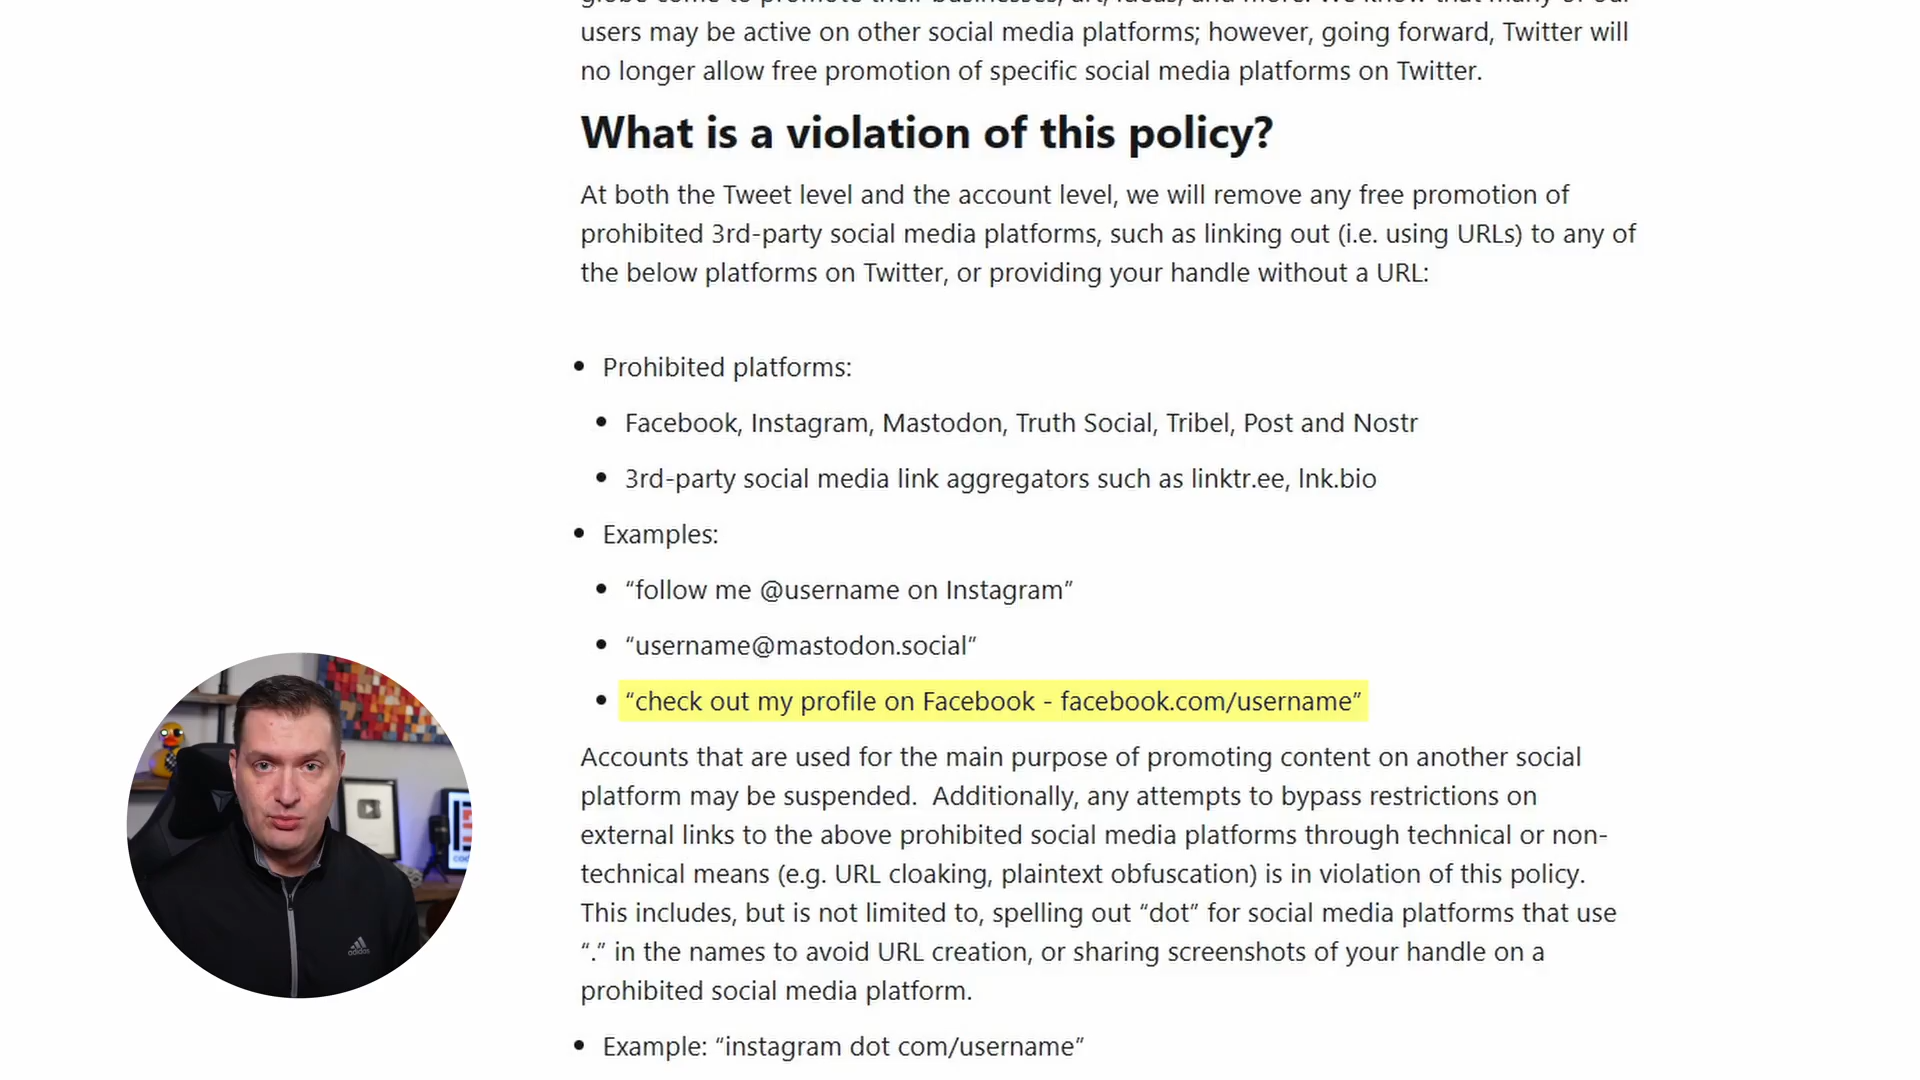 users may be active on other social media platforms; however, going forward, Twitter will
no longer allow free promotion of specific social media platforms on Twitter.
What is a violation of this policy?
At both the Tweet level and the account level, we will remove any free promotion of
prohibited 3rd-party social media platforms, such as linking out (i.e. using URLs) to any of
the below platforms on Twitter, or providing your handle without a URL:
• Prohibited platforms:
• Facebook, Instagram, Mastodon, Truth Social, Tribel, Post and Nostr
• 3rd-party social media link aggregators such as linktr.ee, lnk.bio
• Examples:
• “follow me @username on Instagram”
• “username@mastodon.social”
• “check out my profile on Facebook - facebook.com/username”
Accounts that are used for the main purpose of promoting content on another social
platform may be suspended.  Additionally, any attempts to bypass restrictions on
external links to the above prohibited social media platforms through technical or non-
technical means (e.g. URL cloaking, plaintext obfuscation) is in violation of this policy.
This includes, but is not limited to, spelling out “dot” for social media platforms that use
“.” in the names to avoid URL creation, or sharing screenshots of your handle on a
prohibited social media platform.
• Example: “instagram dot com/username”
adidas